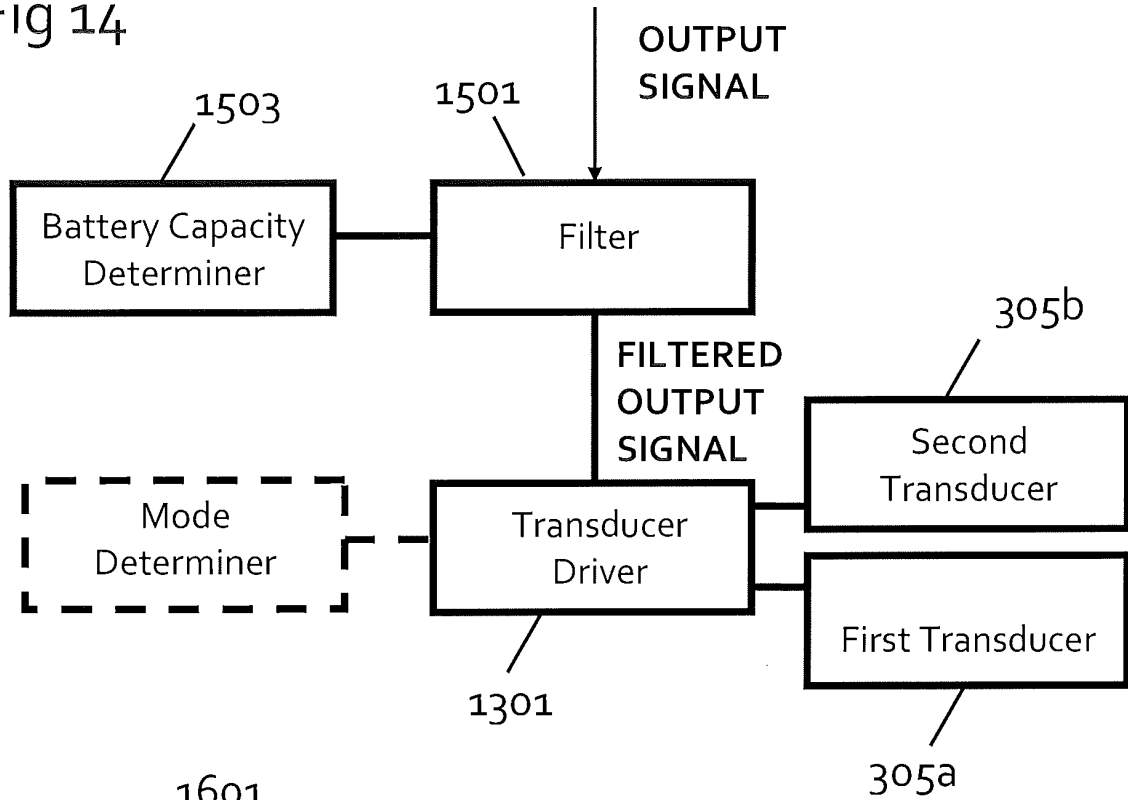 Fig 14
OUTPUT
SIGNAL
1503
1501
Battery Capacity
Determiner
Filter
305b
FILTERED
OUTPUT
SIGNAL
Second
Transducer
Mode
Determiner
Transducer
Driver
First Transducer
1301
305a
1601